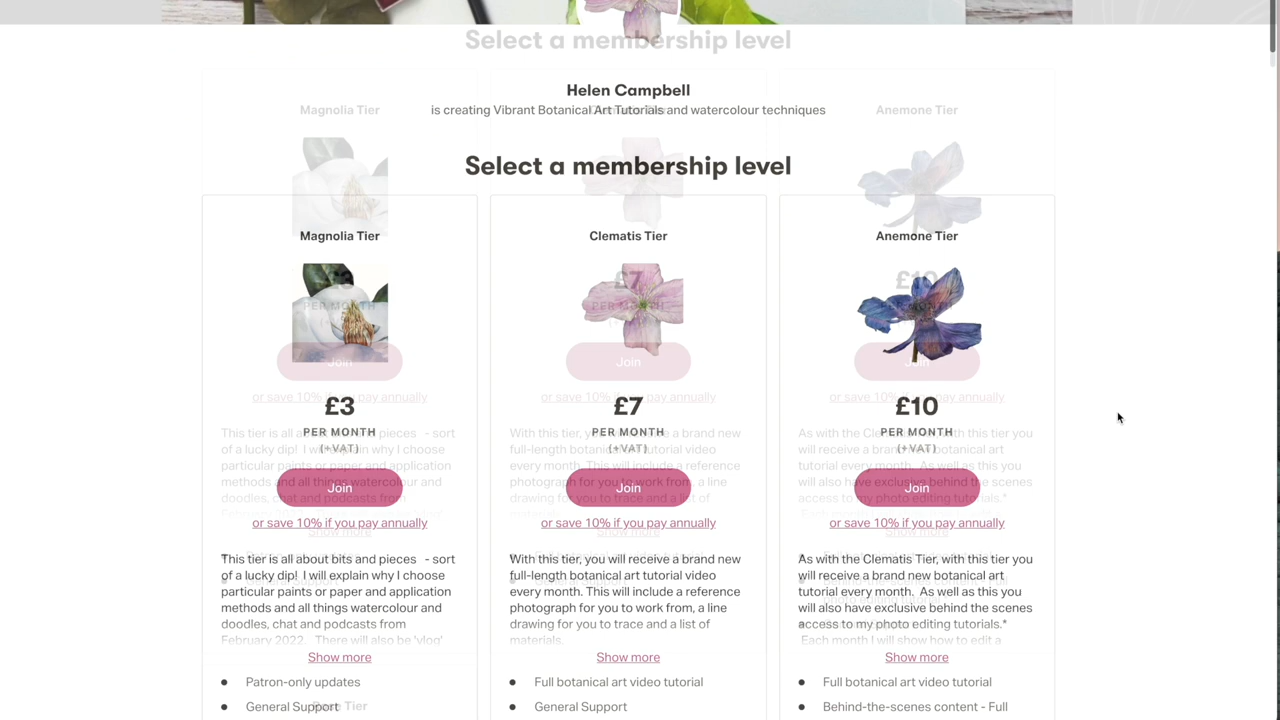 Select a membership level
Helen Campbell
is creating Vibrant Botanical Art Tutorials and watercolour techniques
Select a membership level
Magnolia Tier
Clematis Tier
Anemone Tier
Magnolia Tier
Anemone Tier
£3
PER MONTH
(+VAT)
Join
or save 10% if you pay annually
This tier is all about bits and pieces - sort
of a lucky dip! I will explain why I choose
particular paints or paper and application
methods and all things watercolour and
doodles, chat and podcasts from
February 2022. There will also be 'vlog'
Show more
Patron-only updates
General Support
£7
PER MONTH
(+VAT)
Join
or save 10% if you pay annually
With this tier, you will receive a brand new
full-length botanical art tutorial video
every month. This will include a reference
photograph for you to work from, a line
drawing for you to trace and a list of
materials.
Show more
Full botanical art video tutorial
General Support
£10
PER MONTH
(+VAT)
Join
or save 10% if you pay annually
As with the Clematis Tier, with this tier you
will receive a brand new botanical art
tutorial every month. As well as this you
will also have exclusive behind the scenes
access to my photo editing tutorials.*
Each month I will show how to edit a
Show more
Full botanical art video tutorial
Behind-the-scenes content - Full